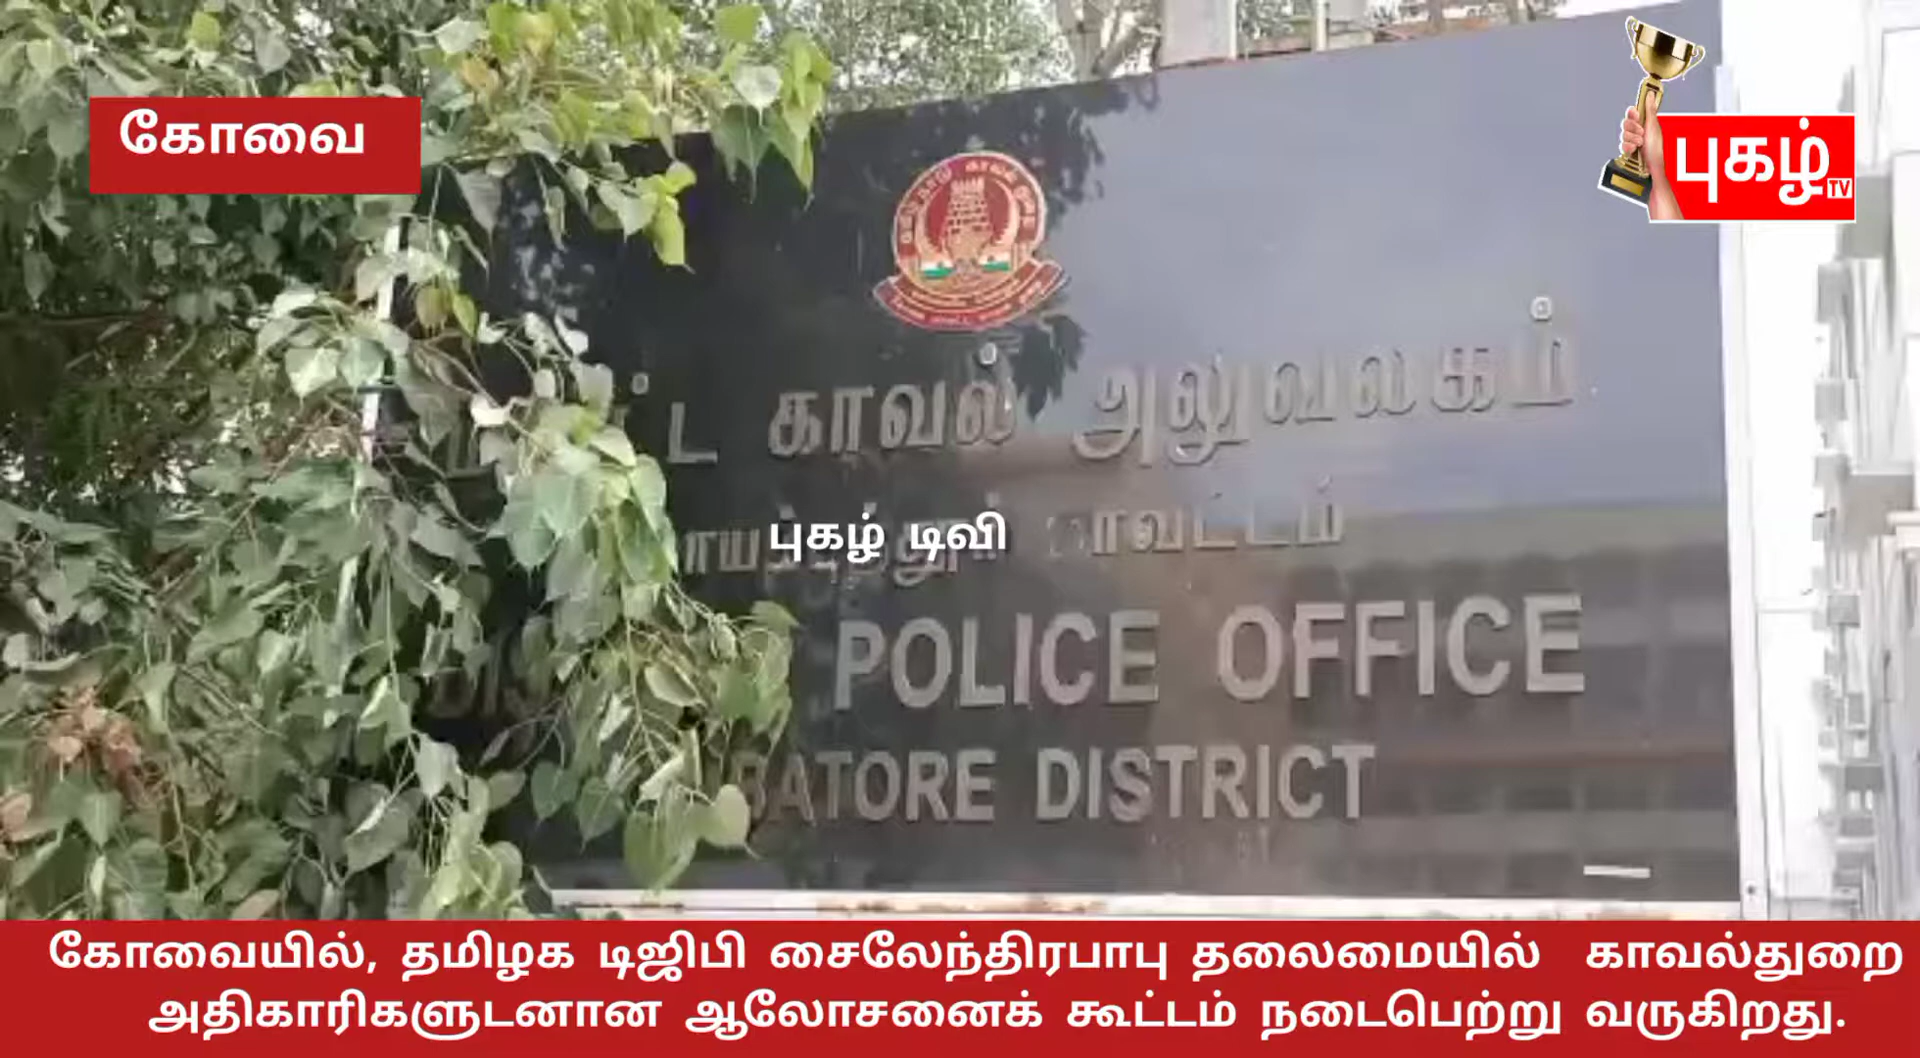 கோவை
புகழ்
TV
காவல் அலுவலகம்
புகழ் டிவி
POLICE OFFICE
DISTRICT
கோவையில், தமிழக டிஜிபி சைலேந்திரபாபு தலைமையில் காவல்துறை
அதிகாரிகளுடனான ஆலோசனைக் கூட்டம் நடைபெற்று வருகிறது.